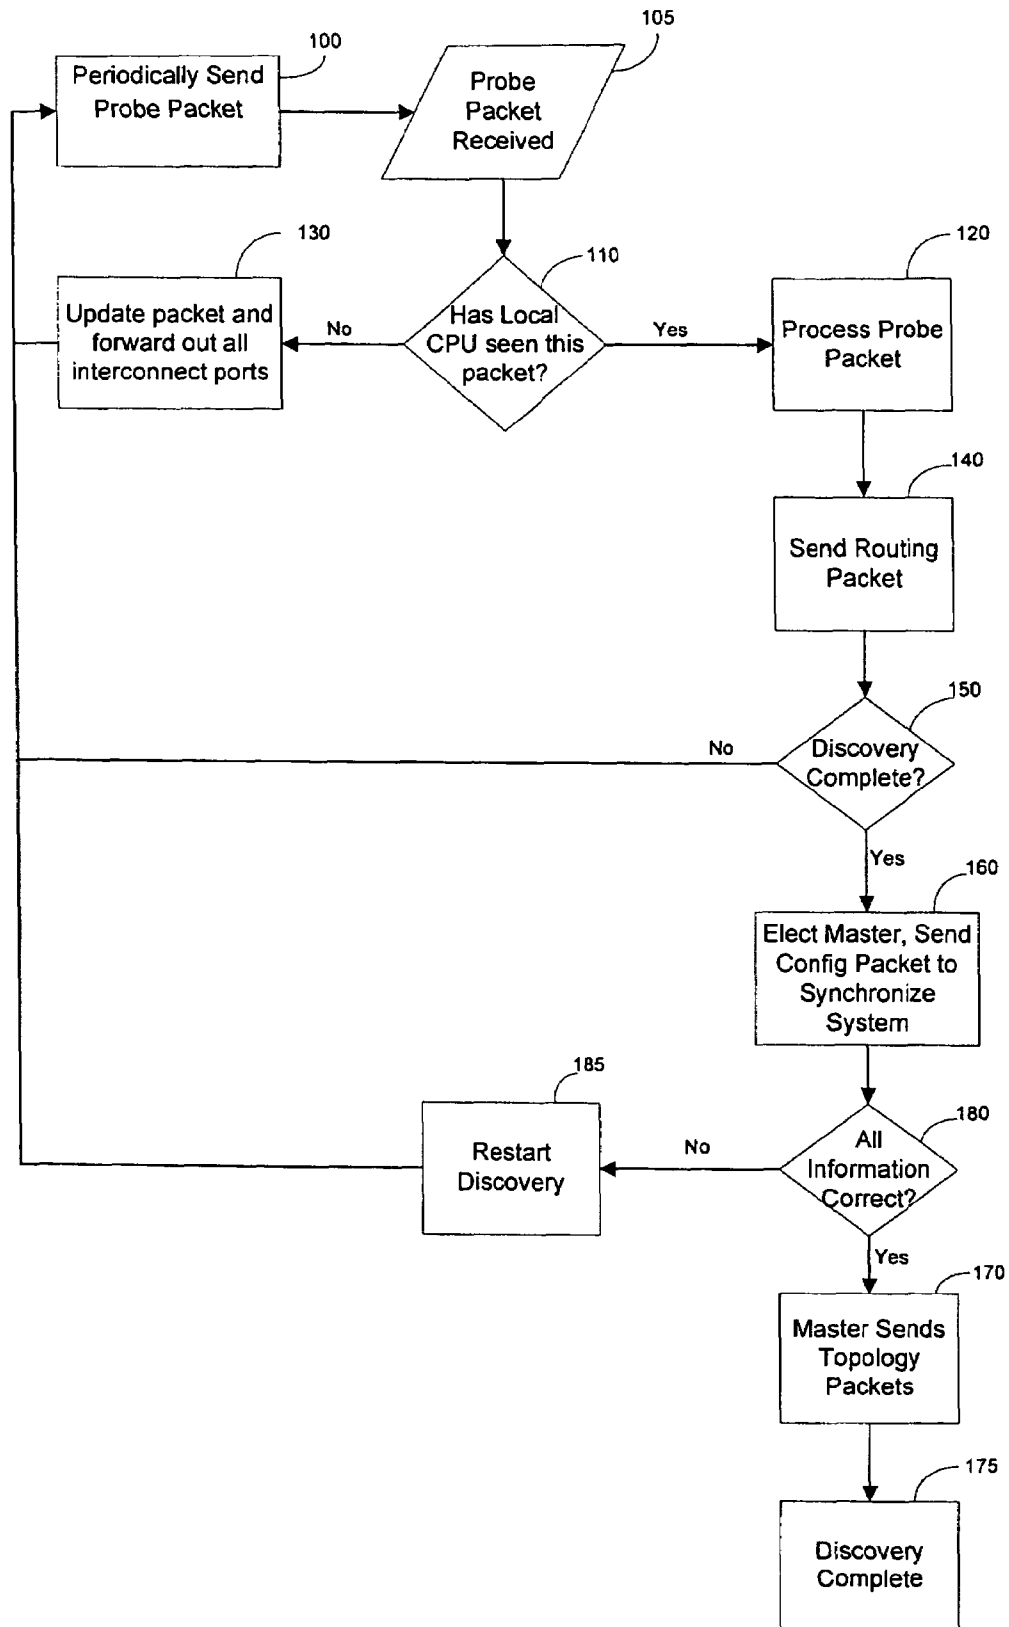 100
Periodically Send
Probe Packet
105
Probe
Packet
Received
130
Update packet and
forward out all
interconnect ports
No
110
Has Local
CPU seen this
packet?
Yes
120
Process Probe
Packet
140
Send Routing
Packet
150
Discovery
Complete?
No
Yes
160
Elect Master, Send
Config Packet to
Synchronize
System
185
Restart
Discovery
No
180
All
Information
Correct?
Yes
170
Master Sends
Topology
Packets
175
Discovery
Complete